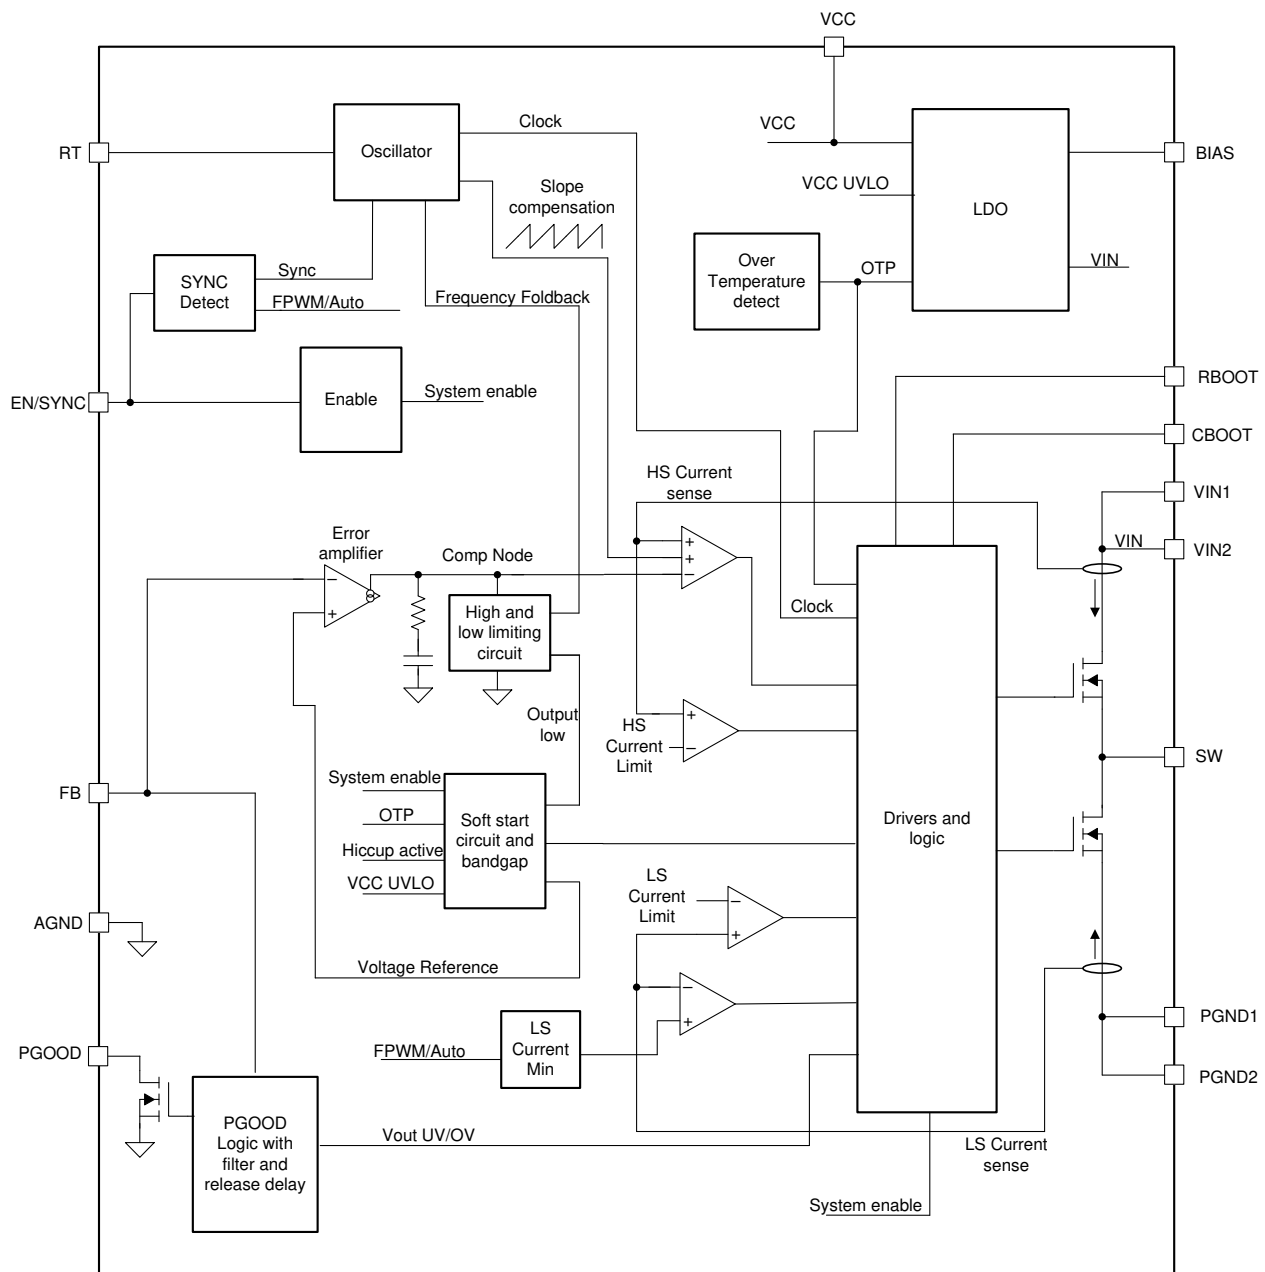 VCC
Clock
VCC
RT
Oscillator
BIAS
VCC UVLO
Slope
compensation
LDO
Over
Temperature
detect
OTP
VIN
SYNC
Detect
Sync
FPWM/Auto
Frequency Foldback
RBOOT
EN/SYNC
Enable
System enable
CBOOT
HS Current
sense
VIN1
Error
amplifier
Comp Node
VIN
VIN2
+
+
−
−
+
High and
low limiting
circuit
Clock
Output
low
HS
Current
Limit
+
−
SW
FB
System enable
OTP
Hiccup active
VCC UVLO
Soft start
circuit and
bandgap
Drivers and
logic
LS
Current
Limit
−
+
AGND
Voltage Reference
−
+
PGND1
LS
Current
Min
FPWM/Auto
PGOOD
PGND2
PGOOD
Logic with
filter and
release delay
Vout UV/OV
LS Current
sense
System enable